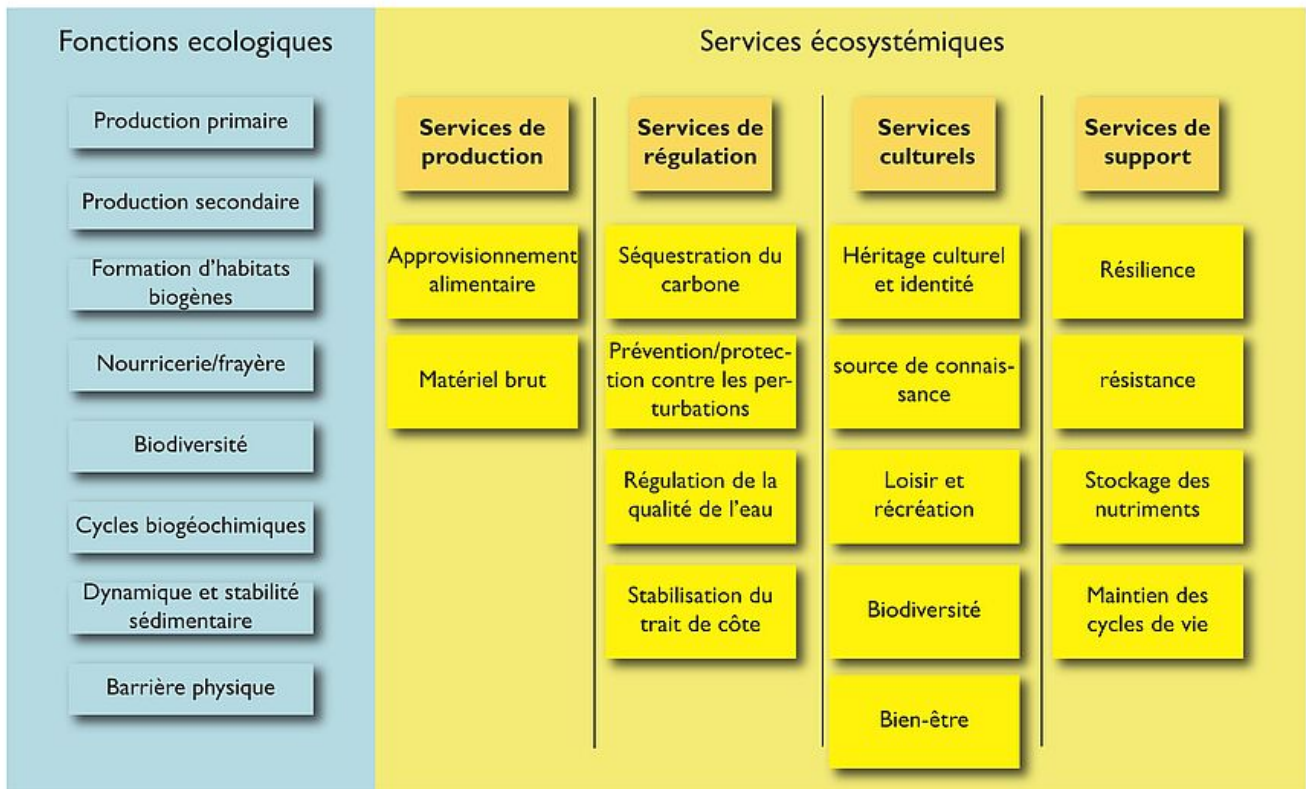 Fonctions ecologiques
Production primaire
Production secondaire
Formation d'habitats
biogènes
Nourricerie/frayère
Biodiversité
Cycles biogéochimiques
Dynamique et stabilité
sédimentaire
Barrière physique
Services écosystémiques
Services de
production
Approvisionnement
alimentaire
Matériel brut
Services de
régulation
Séquestration du
carbone
Prévention/protec-
tion contre les per-
turbations
Régulation de la
qualité de l'eau
Stabilisation du
trait de côte
Services
culturels
Héritage culturel
et identité
source de connais-
sance
Loisir et
récréation
Biodiversité
Bien-être
Services de
support
Résilience
résistance
Stockage des
nutriments
Maintien des
cycles de vie